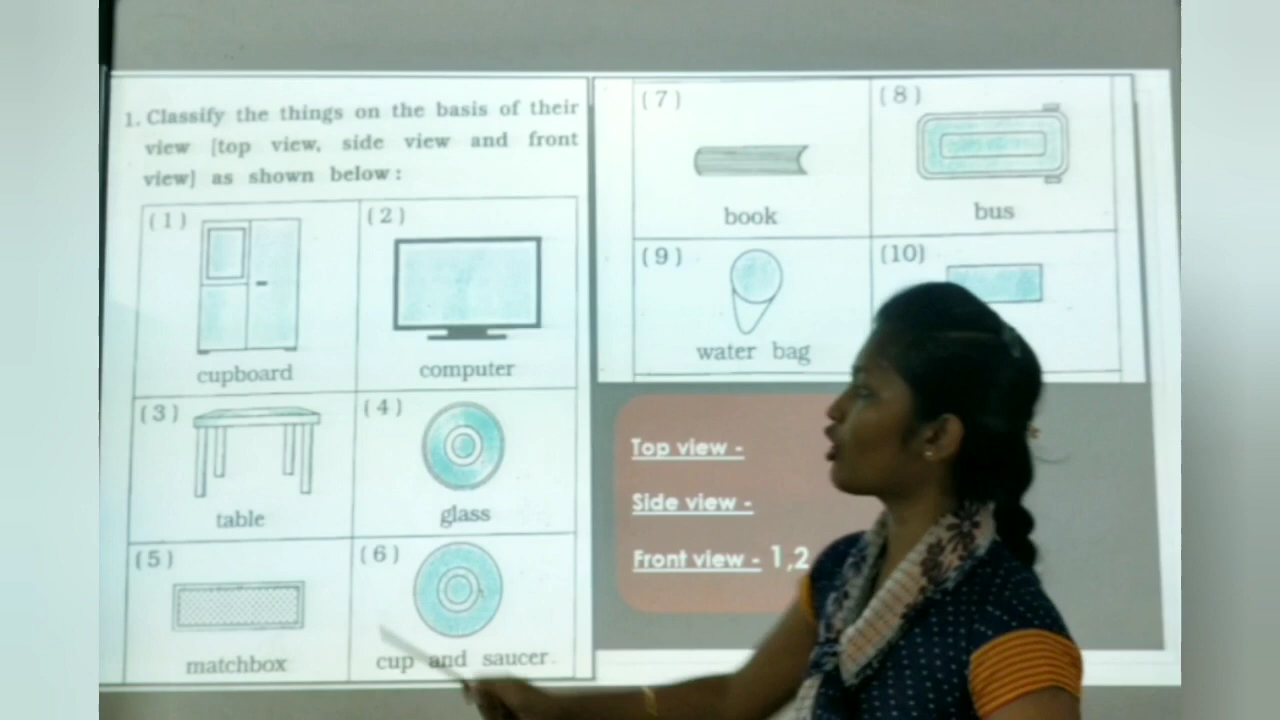 1. Classify the things on the basis of their
view [top view, side view and front
view] as shown below :
(1)
(2)
cupboard
computer
(3)
(4)
table
glass
(5)
(6)
matchbox
cup and saucer
(7)
(8)
book
bus
(9)
(10)
water bag
Top view -
Side view -
Front view - 1,2